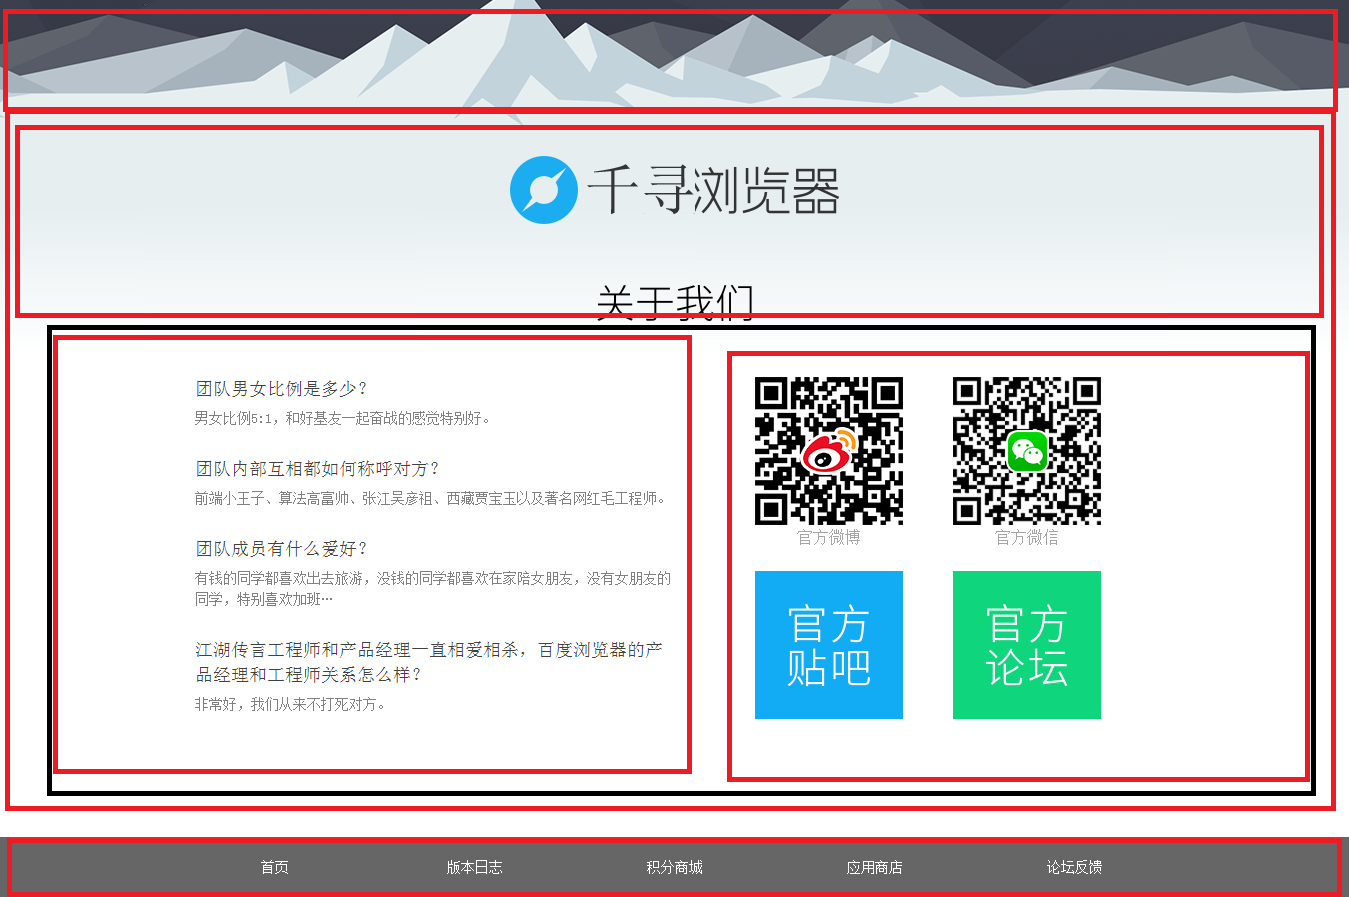 千寻浏览器
关于我们
团队男女比例是多少？
男女比例5:1，和好基友一起奋战的感觉特别好。
团队内部互相都如何称呼对方？
前端小王子、算法高富帅、张江吴彦祖、西藏贾宝玉以及著名网红毛工程师。
团队成员有什么爱好？
有钱的同学都喜欢出去旅游，没钱的同学都喜欢在家陪女朋友，没有女朋友的
同学，特别喜欢加班…
江湖传言工程师和产品经理一直相爱相杀，百度浏览器的产
品经理和工程师关系怎么样？
非常好，我们从来不打死对方。
官方微博
官方微信
官方
贴吧
官方
论坛
首页
版本日志
积分商城
应用商店
论坛反馈